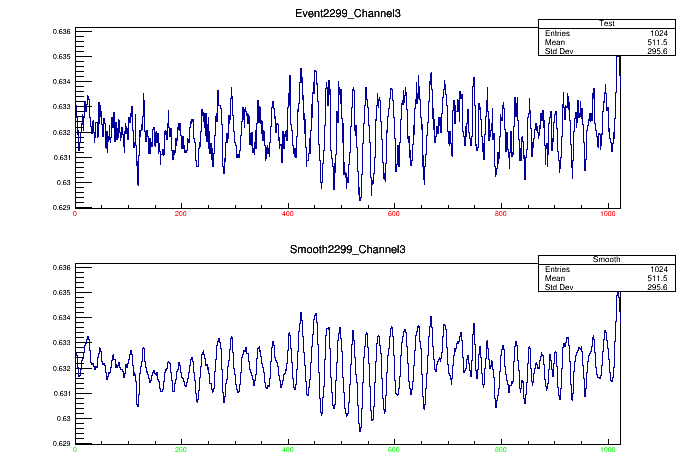 Event2299_Channel3
Test
Entries 1024
Mean 511.5
Std Dev 295.6
0.636
0.635
0.634
0.633
0.632
0.631
0.63
0.629
0 200 400 600 800 1000
Smooth2299_Channel3
Smooth
Entries 1024
Mean 511.5
Std Dev 295.6
0.636
0.635
0.634
0.633
0.632
0.631
0.63
0.629
0 200 400 600 800 1000